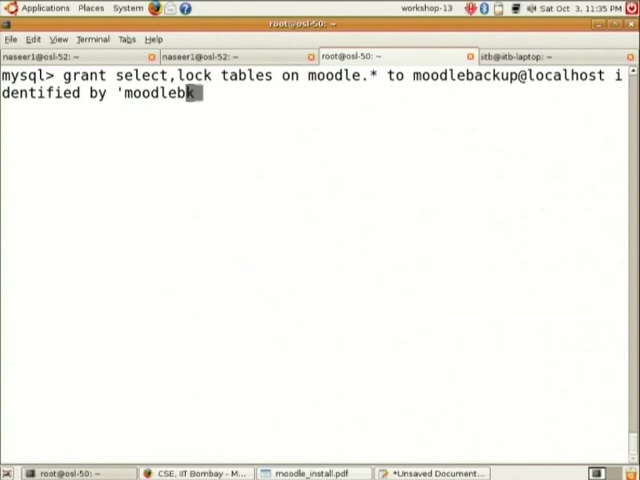 Applications Places System workshop-13 Sat Oct 3, 11:35 PM
root@osl-50: ~
File Edit View Terminal Tabs Help
naseer1@osl-52: ~ naseer1@osl-52: ~ root@osl-50: ~ iitb@iitb-laptop: ~
mysql> grant select,lock tables on moodle.* to moodlebackup@localhost i
dentified by 'moodlebk
root@osl-50: ~ CSE, IIT Bombay - M... moodle_install.pdf *Unsaved Document...